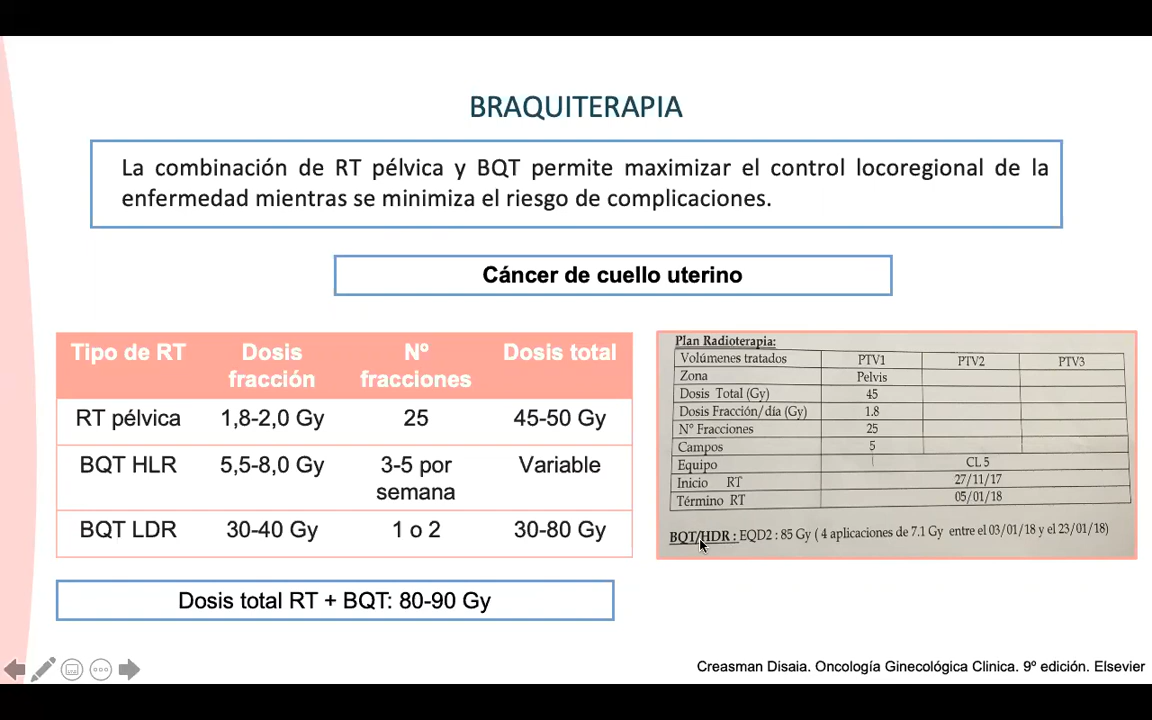 BRAQUITERAPIA
La combinación de RT pélvica y BQT permite maximizar el control locoregional de la
enfermedad mientras se minimiza el riesgo de complicaciones.
Cáncer de cuello uterino
Tipo de RT Dosis fracción Nº fracciones Dosis total
RT pélvica 1,8-2,0 Gy 25 45-50 Gy
BQT HLR 5,5-8,0 Gy 3-5 por semana Variable
BQT LDR 30-40 Gy 1 o 2 30-80 Gy
Dosis total RT + BQT: 80-90 Gy
Plan Radioterapia:
Volúmenes tratados PTV1 PTV2 PTV3
Zona Pelvis
Dosis Total (Gy) 45
Dosis Fracción/día (Gy) 1.8
Nº Fracciones 25
Campos 5
Equipo CL 5
Inicio RT 27/11/17
Término RT 05/01/18
BQT/HDR : EQD2 : 85 Gy ( 4 aplicaciones de 7.1 Gy entre el 03/01/18 y el 23/01/18)
Creasman Disaia. Oncología Ginecológica Clinica. 9º edición. Elsevier